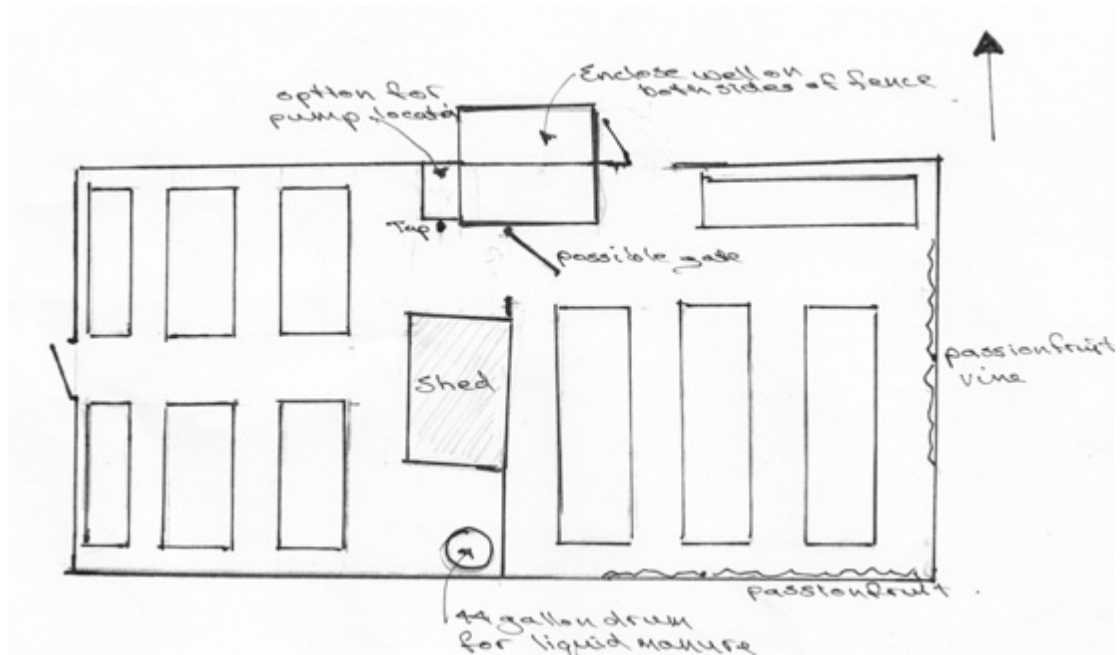 Enclose well on
both sides of fence
option for
pump locatn
Tap
possible gate
Shed
passionfruit
vine
passionfruit
44 gallon drum
for liquid manure